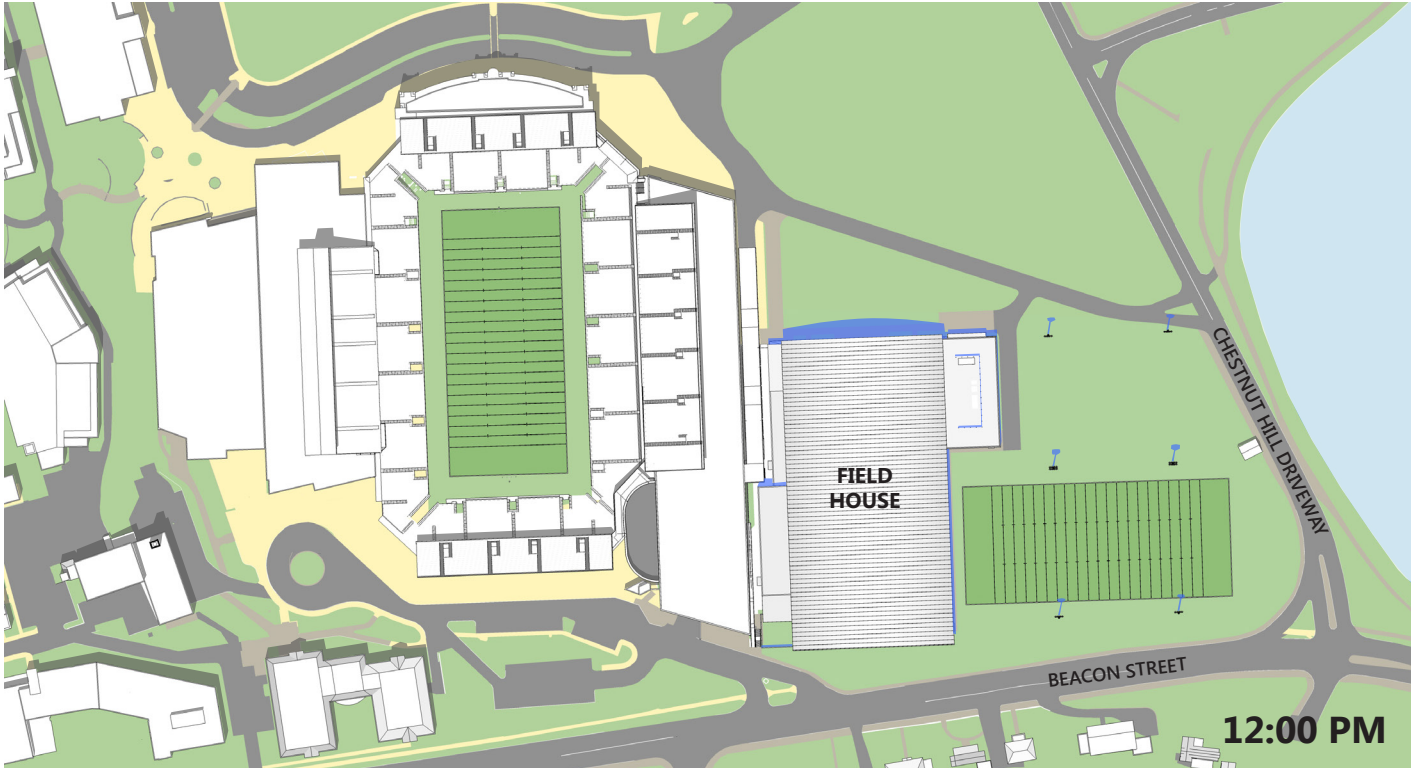 CHESTNUT HILL DRIVEWAY
FIELD
HOUSE
BEACON STREET
12:00 PM